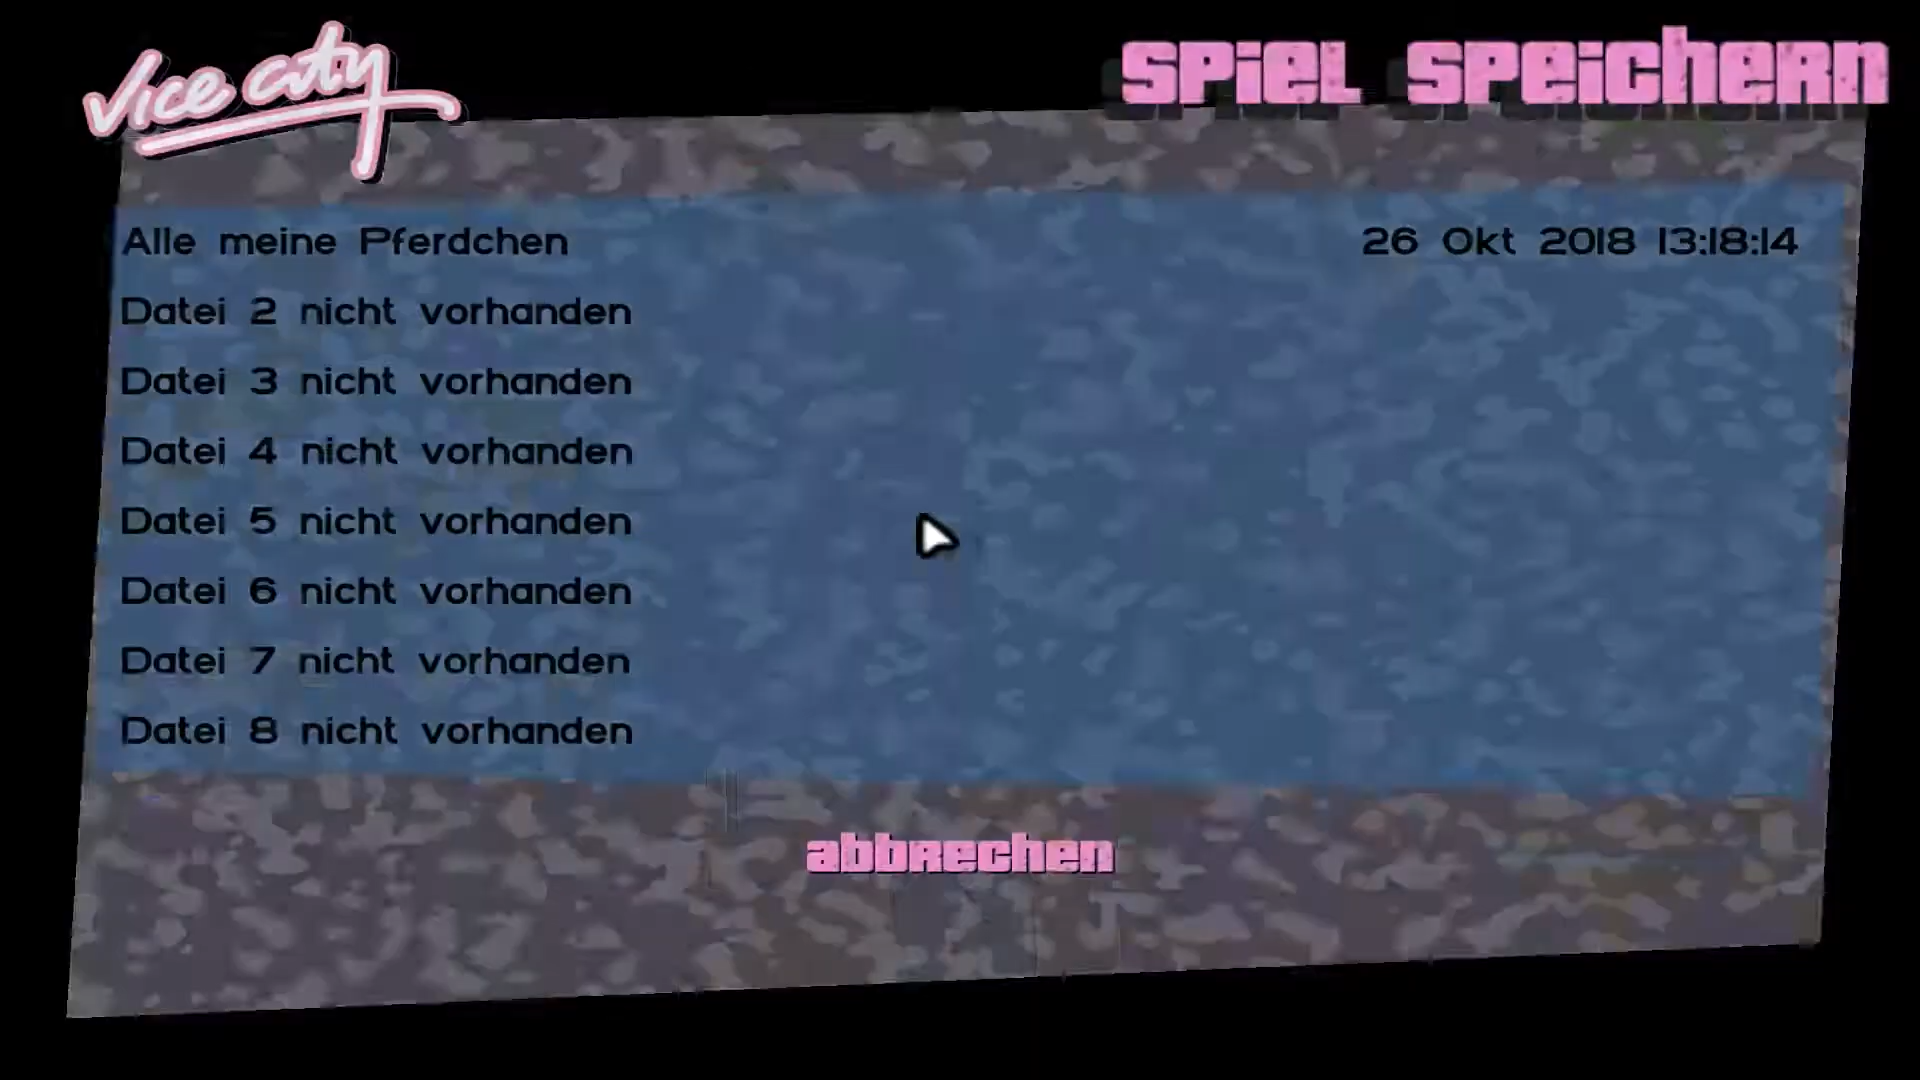 Vice City
SPiEL SPEiCHERN
Alle meine Pferdchen 26 Okt 2018 13:18:14
Datei 2 nicht vorhanden
Datei 3 nicht vorhanden
Datei 4 nicht vorhanden
Datei 5 nicht vorhanden
Datei 6 nicht vorhanden
Datei 7 nicht vorhanden
Datei 8 nicht vorhanden
abbrechen